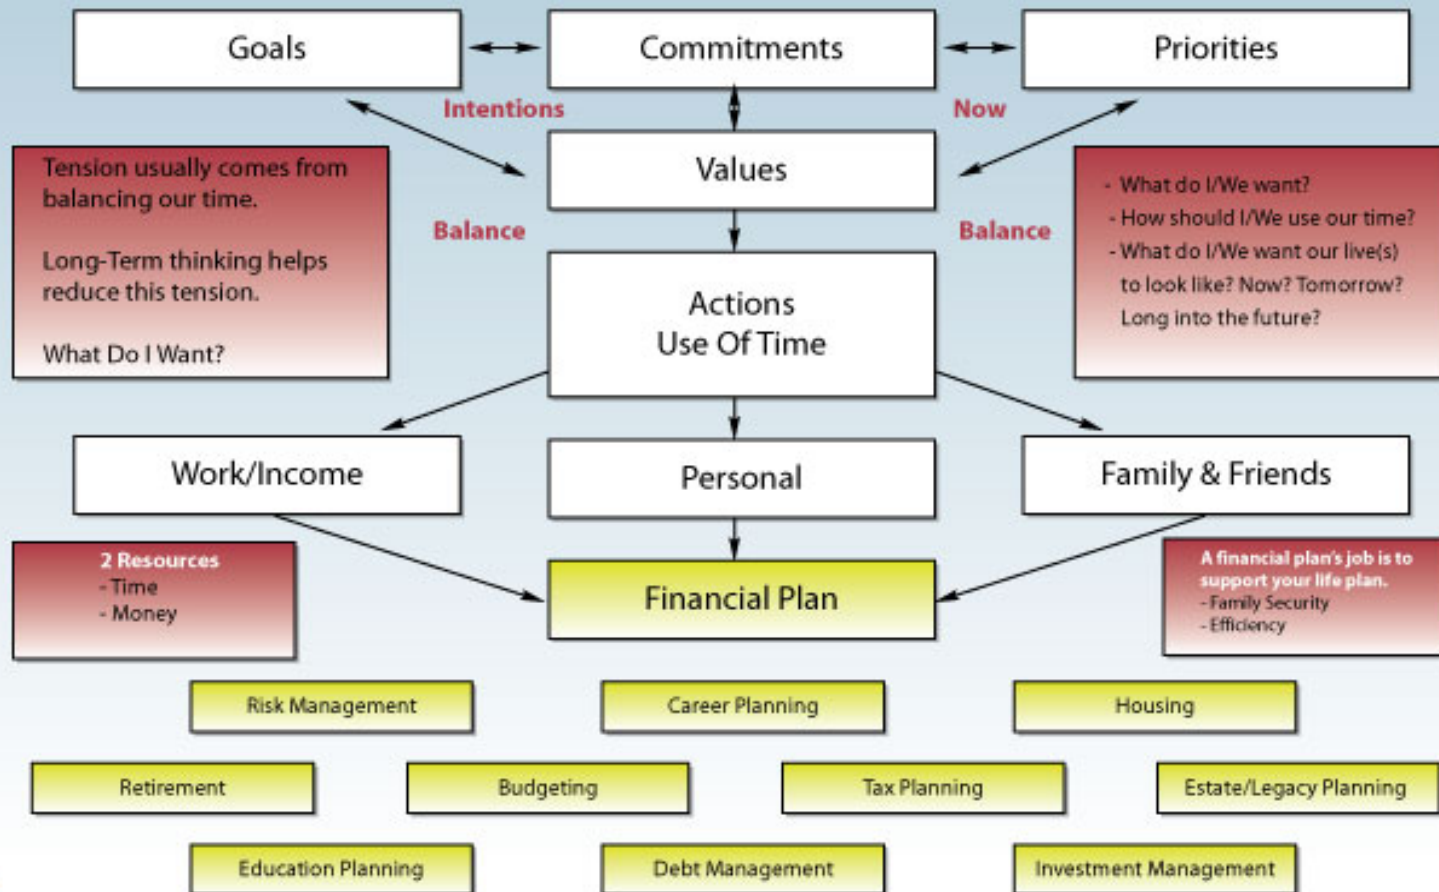 Goals
Commitments
Priorities
Intentions
Now
Values
Tension usually comes from
balancing our time.
Long-Term thinking helps
reduce this tension.
What Do I Want?
- What do I/We want?
- How should I/We use our time?
- What do I/We want our live(s)
to look like? Now? Tomorrow?
Long into the future?
Balance
Balance
Actions
Use Of Time
Work/Income
Personal
Family & Friends
2 Resources
- Time
- Money
Financial Plan
A financial plan's job is to
support your life plan.
- Family Security
- Efficiency
Risk Management
Career Planning
Housing
Retirement
Budgeting
Tax Planning
Estate/Legacy Planning
Education Planning
Debt Management
Investment Management